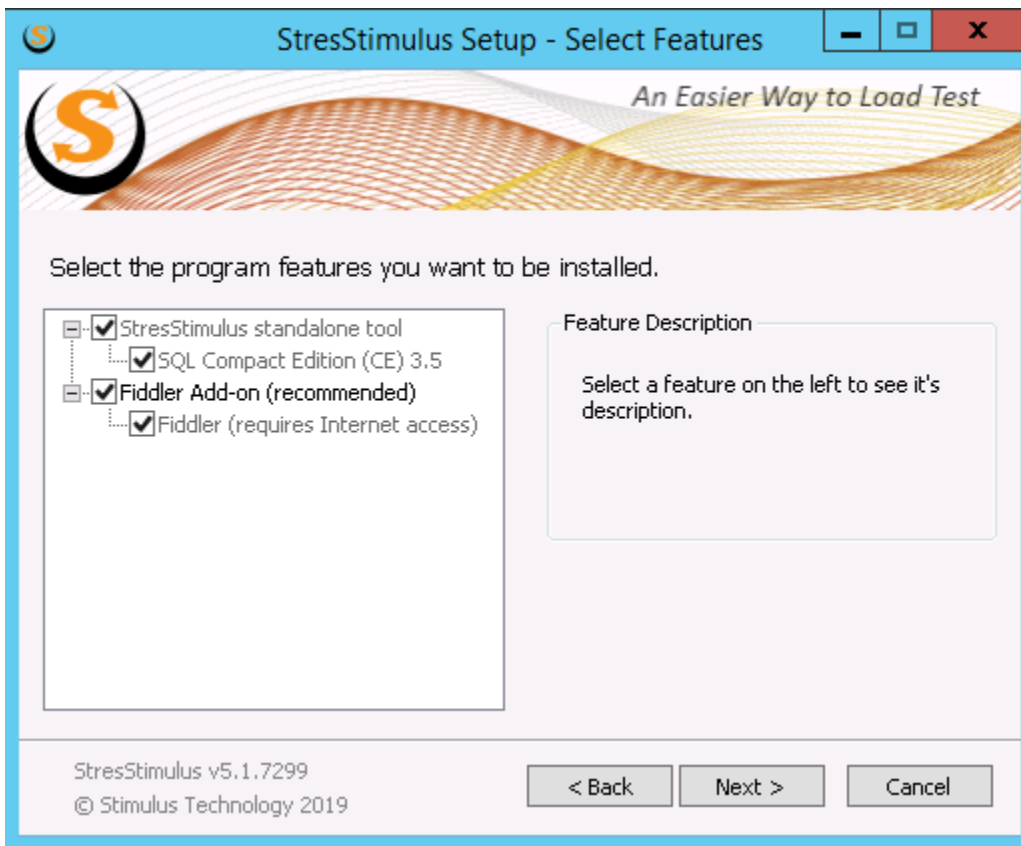 StresStimulus Setup - Select Features
An Easier Way to Load Test
Select the program features you want to be installed.
StresStimulus standalone tool
SQL Compact Edition (CE) 3.5
Fiddler Add-on (recommended)
Fiddler (requires Internet access)
Feature Description
Select a feature on the left to see it's
description.
StresStimulus v5.1.7299
© Stimulus Technology 2019
< Back
Next >
Cancel